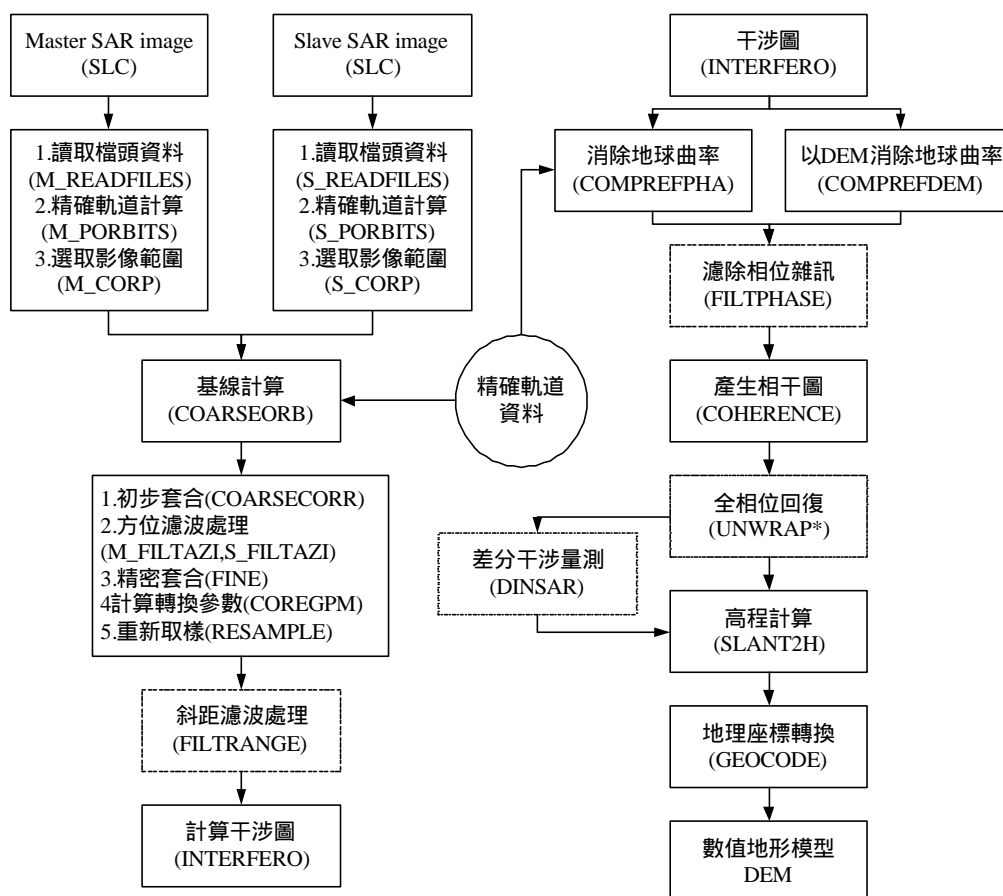 Master SAR image
(SLC)
Slave SAR image
(SLC)
1.讀取檔頭資料
(M_READFILES)
2.精確軌道計算
(M_PORBITS)
3.選取影像範圍
(M_CORP)
1.讀取檔頭資料
(S_READFILES)
2.精確軌道計算
(S_PORBITS)
3.選取影像範圍
(S_CORP)
基線計算
(COARSEORB)
精確軌道
資料
1.初步套合(COARSECORR)
2.方位濾波處理
(M_FILTAZI,S_FILTAZI)
3.精密套合(FINE)
4計算轉換參數(COREGPM)
5.重新取樣(RESAMPLE)
斜距濾波處理
(FILTRANGE)
計算干涉圖
(INTERFERO)
干涉圖
(INTERFERO)
消除地球曲率
(COMPREFPHA)
以DEM消除地球曲率
(COMPREFDEM)
濾除相位雜訊
(FILTPHASE)
產生相干圖
(COHERENCE)
全相位回復
(UNWRAP*)
差分干涉量測
(DINSAR)
高程計算
(SLANT2H)
地理座標轉換
(GEOCODE)
數值地形模型
DEM